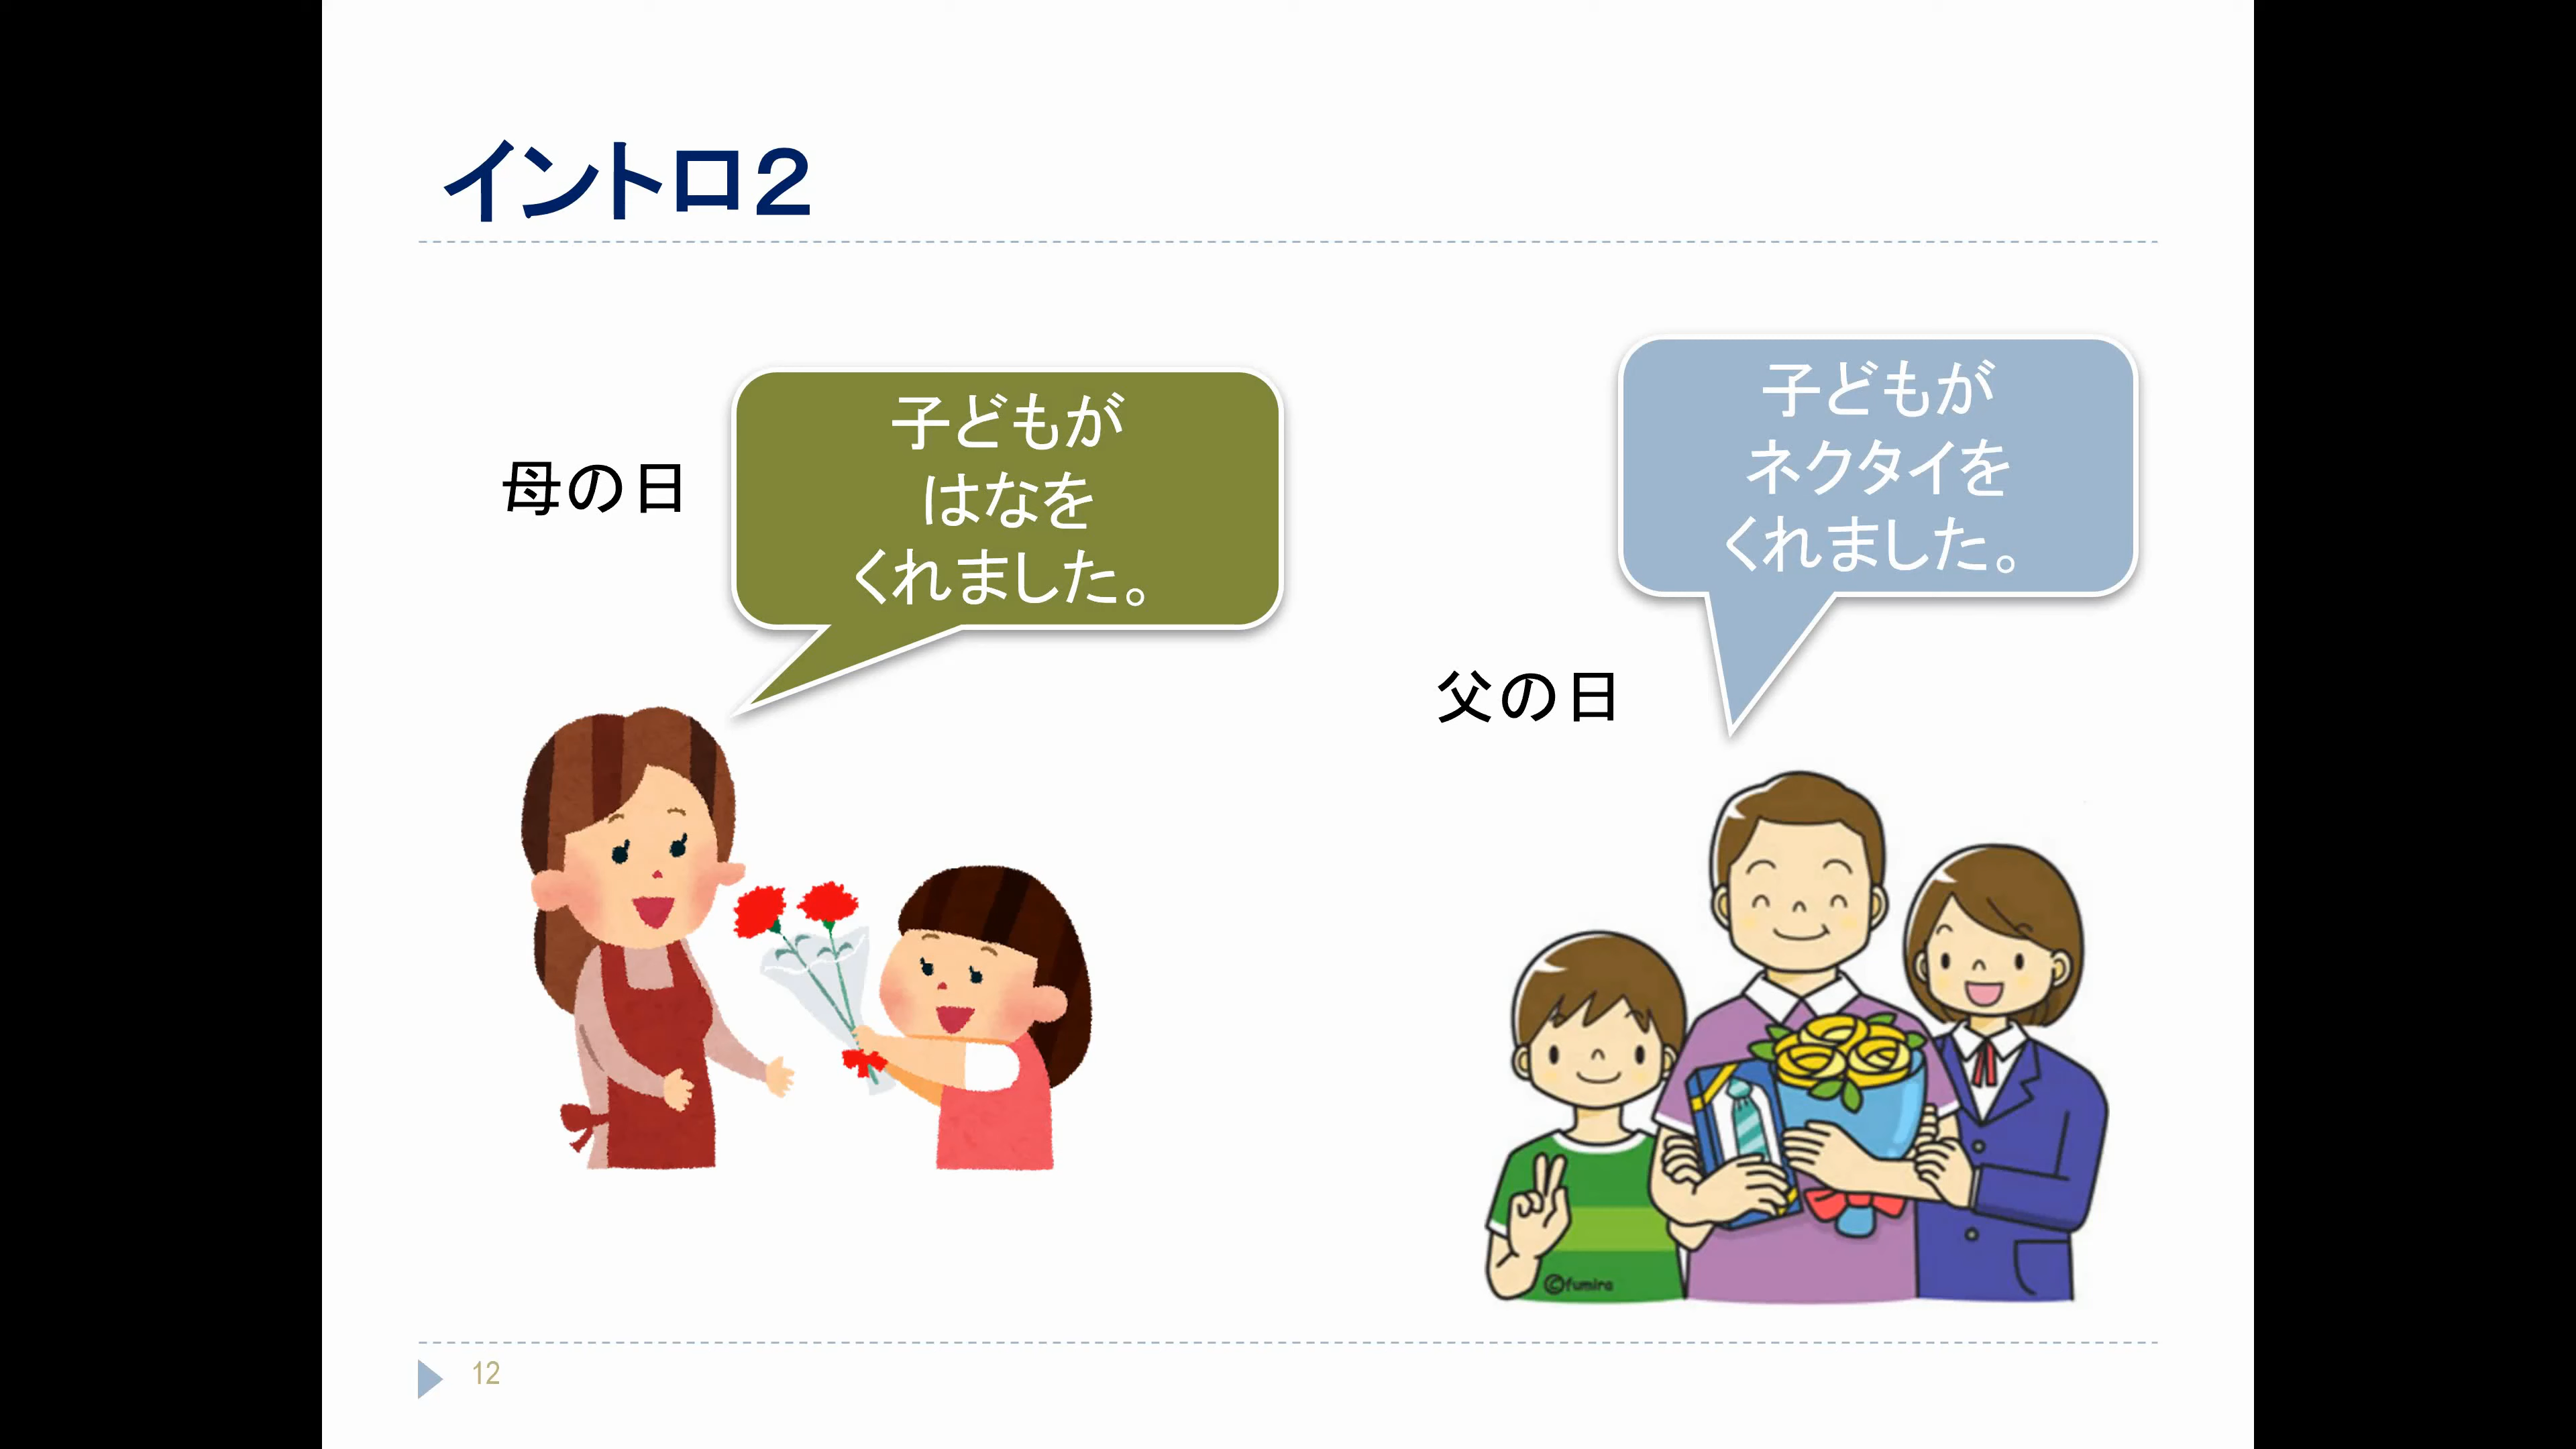 イントロ２
母の日
子どもが
はなを
くれました。
子どもが
ネクタイを
くれました。
父の日
©fumira
12